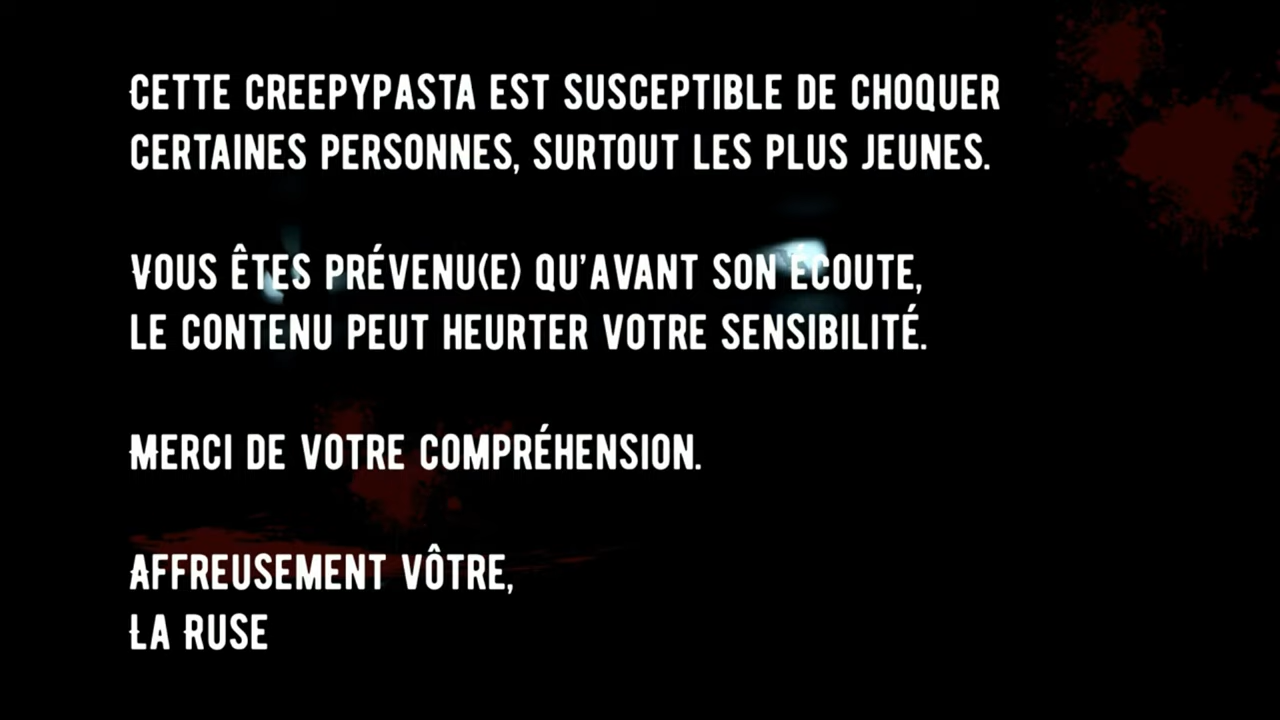 CETTE CREEPYPASTA EST SUSCEPTIBLE DE CHOQUER
CERTAINES PERSONNES, SURTOUT LES PLUS JEUNES.
VOUS ÊTES PRÉVENU(E) QU'AVANT SON ÉCOUTE,
LE CONTENU PEUT HEURTER VOTRE SENSIBILITÉ.
MERCI DE VOTRE COMPRÉHENSION.
AFFREUSEMENT VÔTRE,
LA RUSE